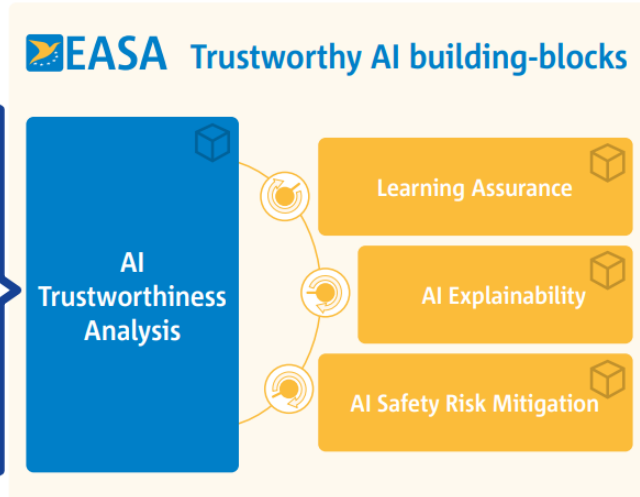 EASA Trustworthy AI building-blocks
AI
Trustworthiness
Analysis
Learning Assurance
AI Explainability
AI Safety Risk Mitigation